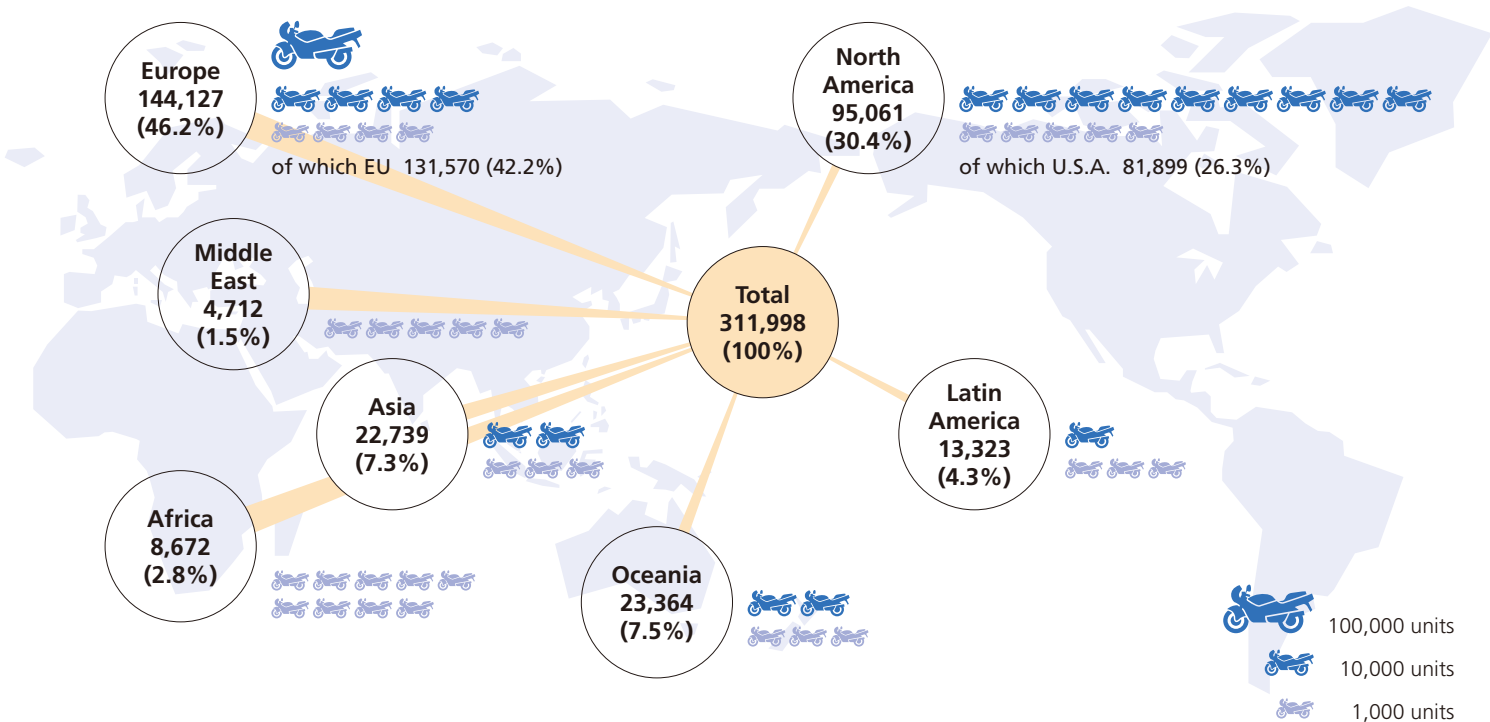 Europe
144,127
(46.2%)
of which EU 131,570 (42.2%)
North
America
95,061
(30.4%)
of which U.S.A. 81,899 (26.3%)
Middle
East
4,712
(1.5%)
Total
311,998
(100%)
Asia
22,739
(7.3%)
Latin
America
13,323
(4.3%)
Africa
8,672
(2.8%)
Oceania
23,364
(7.5%)
100,000 units
10,000 units
1,000 units